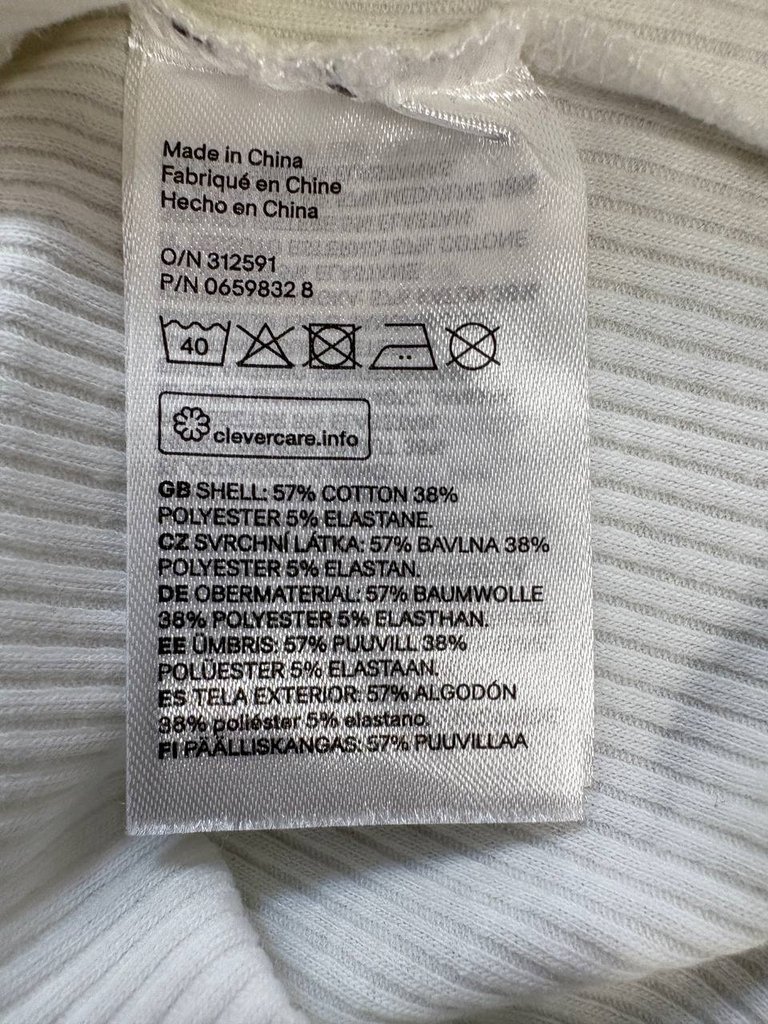 Made in China
Fabriqué en Chine
Hecho en China
O/N 312591
P/N 0659832 8
40
clevercare.info
GB SHELL: 57% COTTON 38%
POLYESTER 5% ELASTANE.
CZ SVRCHNÍ LÁTKA: 57% BAVLNA 38%
POLYESTER 5% ELASTAN.
DE OBERMATERIAL: 57% BAUMWOLLE
38% POLYESTER 5% ELASTHAN.
EE ÜMBRIS: 57% PUUVILL 38%
POLÜESTER 5% ELASTAAN.
ES TELA EXTERIOR: 57% ALGODÓN
38% poliéster 5% elastano.
FI PÄÄLLISKANGAS: 57% PUUVILLAA